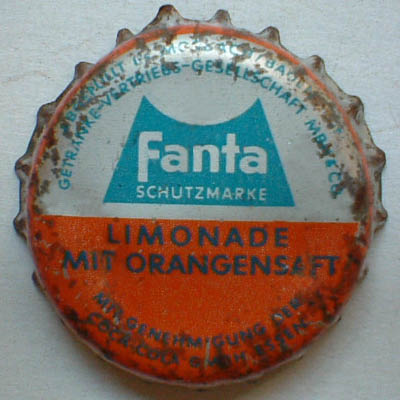 GETRÄNKE-VERTRIEBS-GESELLSCHAFT MBH & CO.
Fanta
SCHUTZMARKE
LIMONADE
MIT ORANGENSAFT
MIT GENEHMIGUNG DER
COCA-COLA GMBH. ESSEN